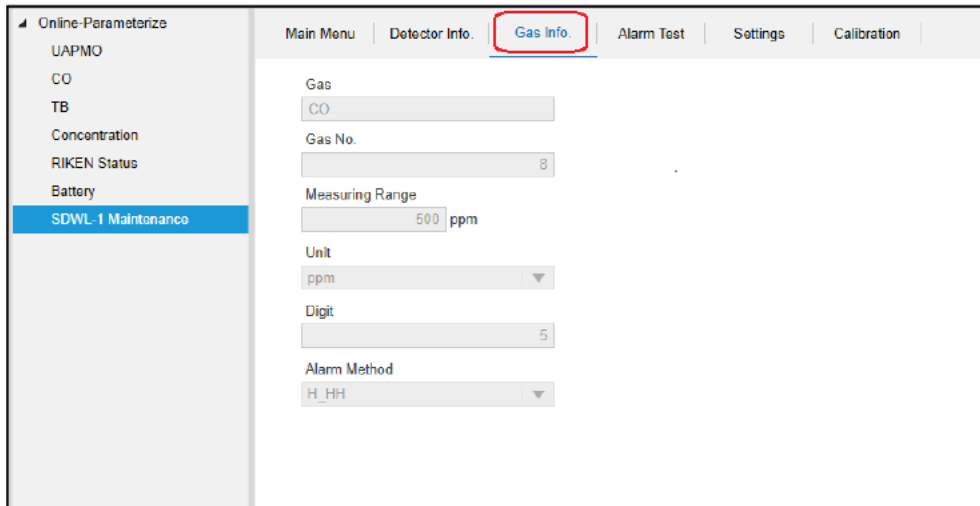 Online-Parameterize
UAPMO
CO
TB
Concentration
RIKEN Status
Battery
SDWL-1 Maintenance
Main Menu Detector Info. Gas Info. Alarm Test Settings Calibration
Gas
CO
Gas No.
8
Measuring Range
500 ppm
Unit
ppm
Digit
5
Alarm Method
H_HH